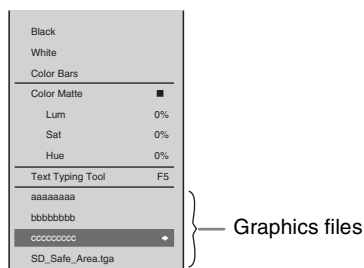 Black
White
Color Bars
Color Matte ■
Lum 0%
Sat 0%
Hue 0%
Text Typing Tool F5
aaaaaaaa
bbbbbbbb
ccccccccc
SD_Safe_Area.tga
Graphics files